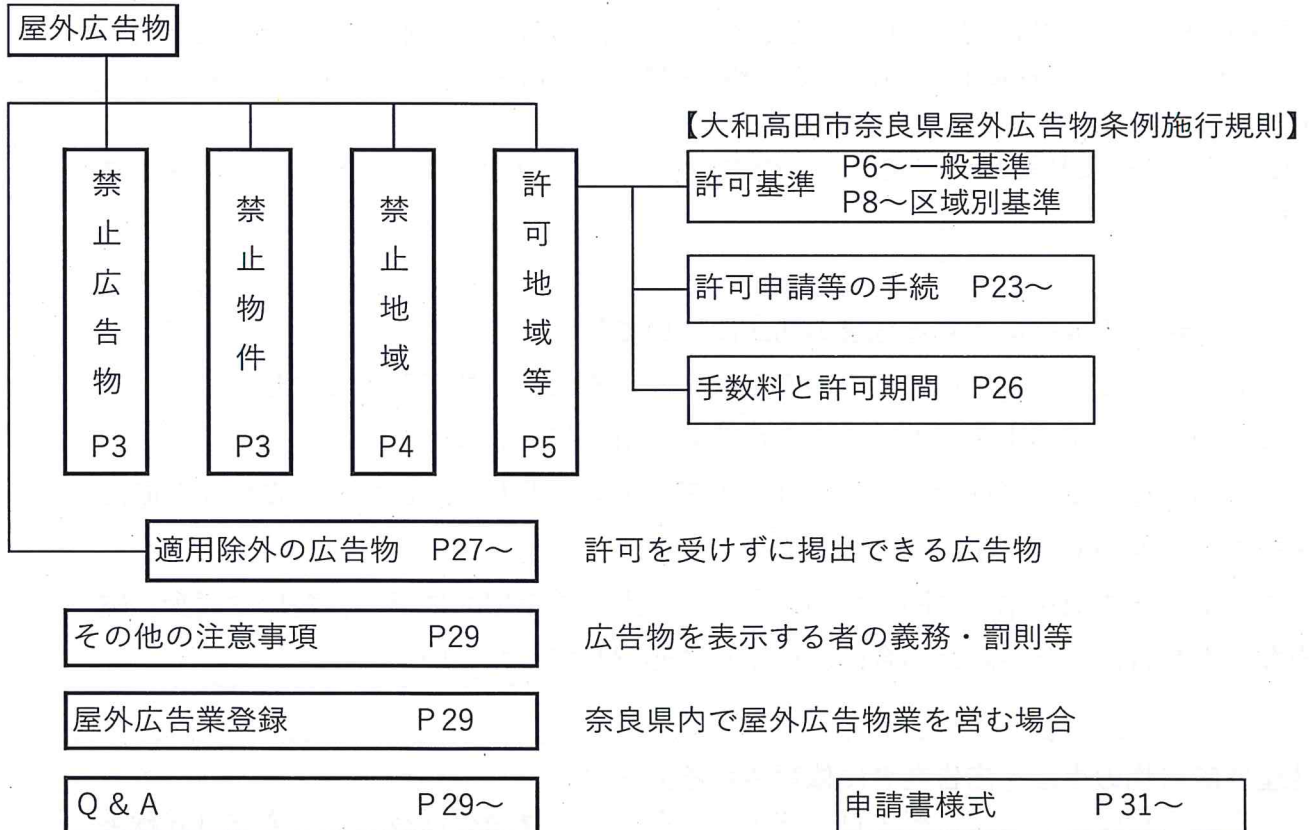 屋外広告物
【大和高田市奈良県屋外広告物条例施行規則】
禁止広告物 P3
禁止物件 P3
禁止地域 P4
許可地域等 P5
許可基準 P6～一般基準
P8～区域別基準
許可申請等の手続 P23～
手数料と許可期間 P26
適用除外の広告物 P27～ 許可を受けずに掲出できる広告物
その他の注意事項 P29 広告物を表示する者の義務・罰則等
屋外広告業登録 P 29 奈良県内で屋外広告物業を営む場合
Q & A P 29～
申請書様式 P 31～